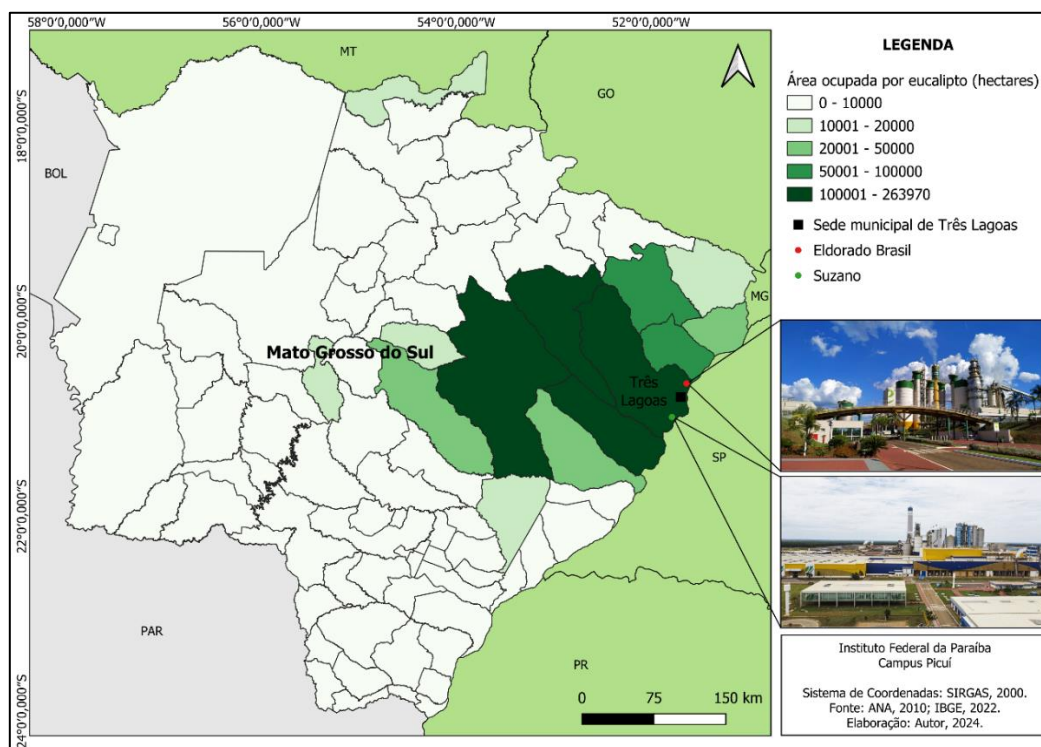 58°0'0,000"W
56°0'0,000"W
54°0'0,000"W
52°0'0,000"W
18°0'0,000"S
20°0'0,000"S
22°0'0,000"S
24°0'0,000"S
MT
GO
BOL
MG
Mato Grosso do Sul
Três
Lagoas
SP
PAR
PR
0 75 150 km
LEGENDA
Área ocupada por eucalipto (hectares)
0 - 10000
10001 - 20000
20001 - 50000
50001 - 100000
100001 - 263970
Sede municipal de Três Lagoas
Eldorado Brasil
Suzano
Instituto Federal da Paraíba
Campus Picuí
Sistema de Coordenadas: SIRGAS, 2000.
Fonte: ANA, 2010; IBGE, 2022.
Elaboração: Autor, 2024.